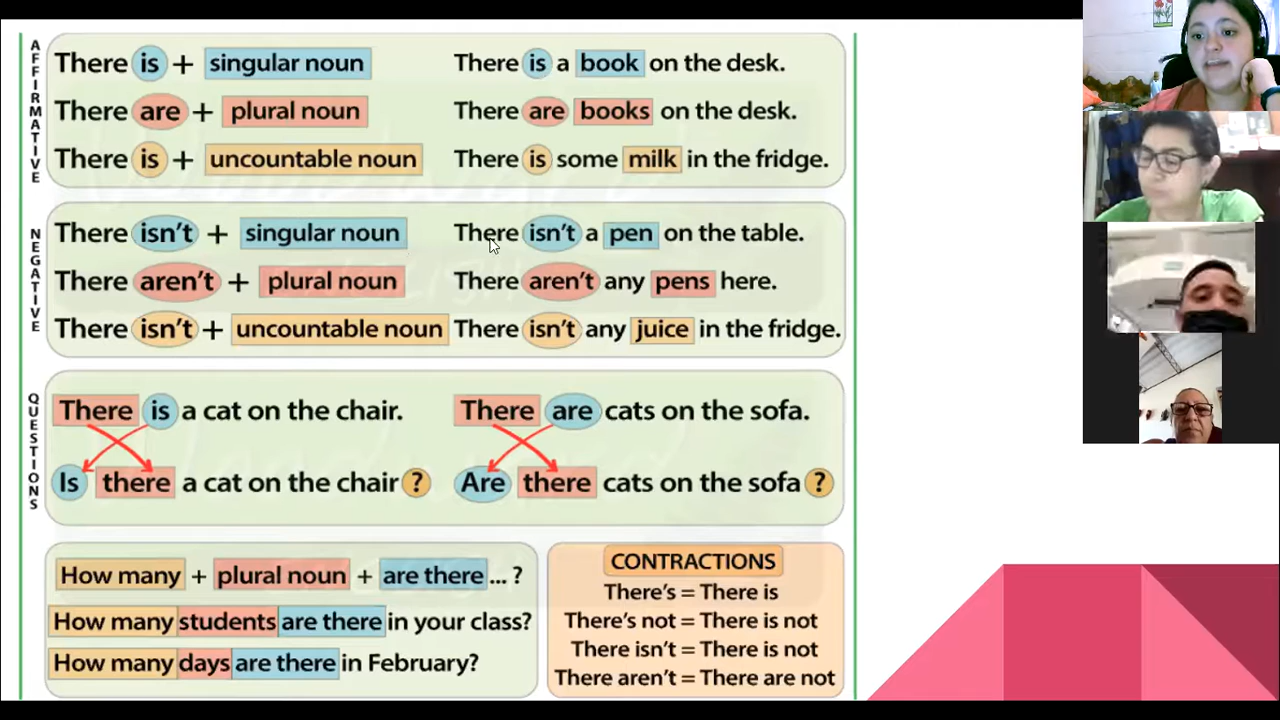 AFFIRMATIVE
There is + singular noun There is a book on the desk.
There are + plural noun There are books on the desk.
There is + uncountable noun There is some milk in the fridge.
NEGATIVE
There isn't + singular noun There isn't a pen on the table.
There aren't + plural noun There aren't any pens here.
There isn't + uncountable noun There isn't any juice in the fridge.
QUESTIONS
There is a cat on the chair. There are cats on the sofa.
Is there a cat on the chair ? Are there cats on the sofa ?
How many + plural noun + are there ... ?
How many students are there in your class?
How many days are there in February?
CONTRACTIONS
There's = There is
There's not = There is not
There isn't = There is not
There aren't = There are not